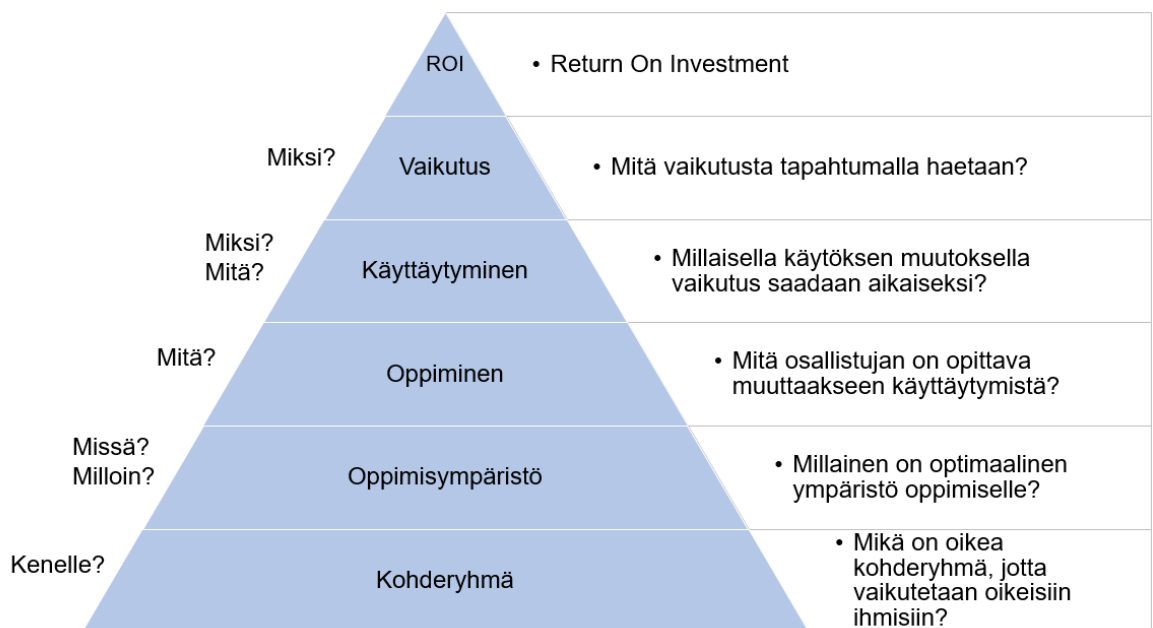 ROI
• Return On Investment
Miksi?
Vaikutus
• Mitä vaikutusta tapahtumalla haetaan?
Miksi?
Mitä?
Käyttäytyminen
• Millaisella käytöksen muutoksella
vaikutus saadaan aikaiseksi?
Mitä?
Oppiminen
• Mitä osallistujan on opittava
muuttaakseen käyttäytymistä?
Missä?
Milloin?
Oppimisympäristö
• Millainen on optimaalinen
ympäristö oppimiselle?
Kenelle?
Kohderyhmä
• Mikä on oikea
kohderyhmä, jotta
vaikutetaan oikeisiin
ihmisiin?